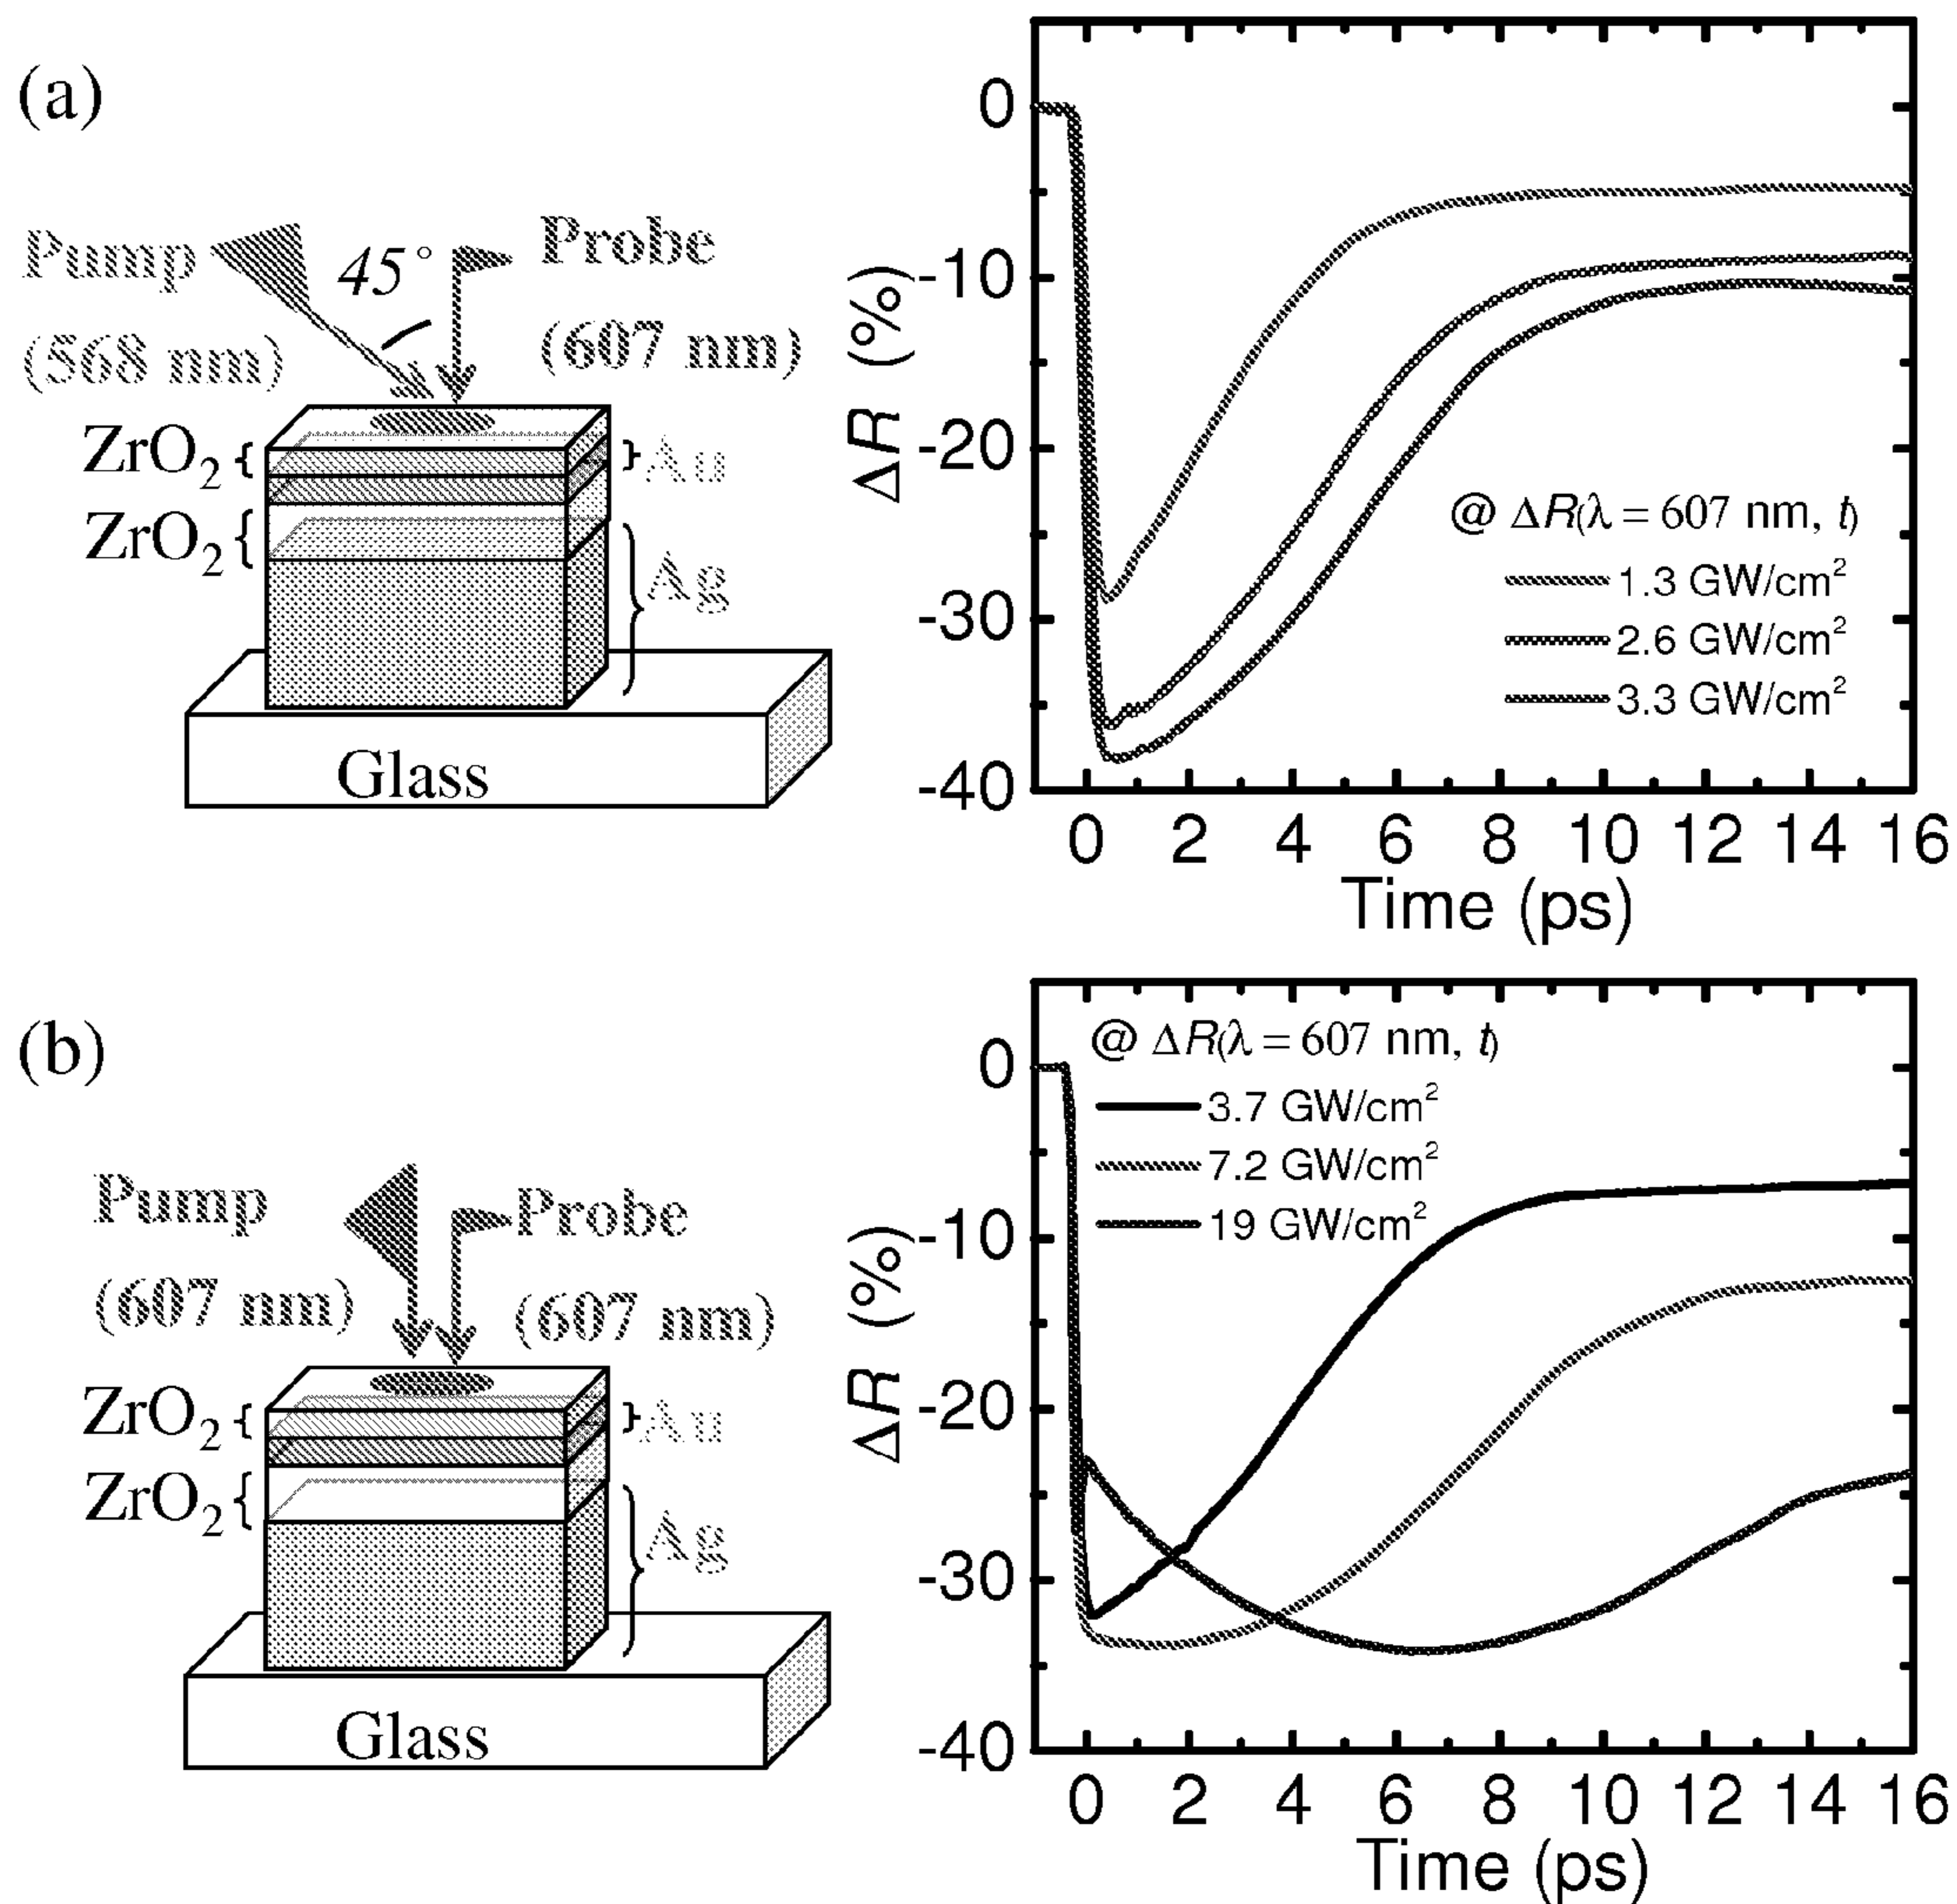 (a)
Pump
(568 nm)
45°
Probe
(607 nm)
ZrO₂
Au
ZrO₂
Ag
Glass
ΔR (%)
0
-10
-20
-30
-40
@ ΔR(λ = 607 nm, t)
1.3 GW/cm²
2.6 GW/cm²
3.3 GW/cm²
0 2 4 6 8 10 12 14 16
Time (ps)
(b)
Pump
(607 nm)
Probe
(607 nm)
ZrO₂
Au
ZrO₂
Ag
Glass
ΔR (%)
0
-10
-20
-30
-40
@ ΔR(λ = 607 nm, t)
3.7 GW/cm²
7.2 GW/cm²
19 GW/cm²
0 2 4 6 8 10 12 14 16
Time (ps)